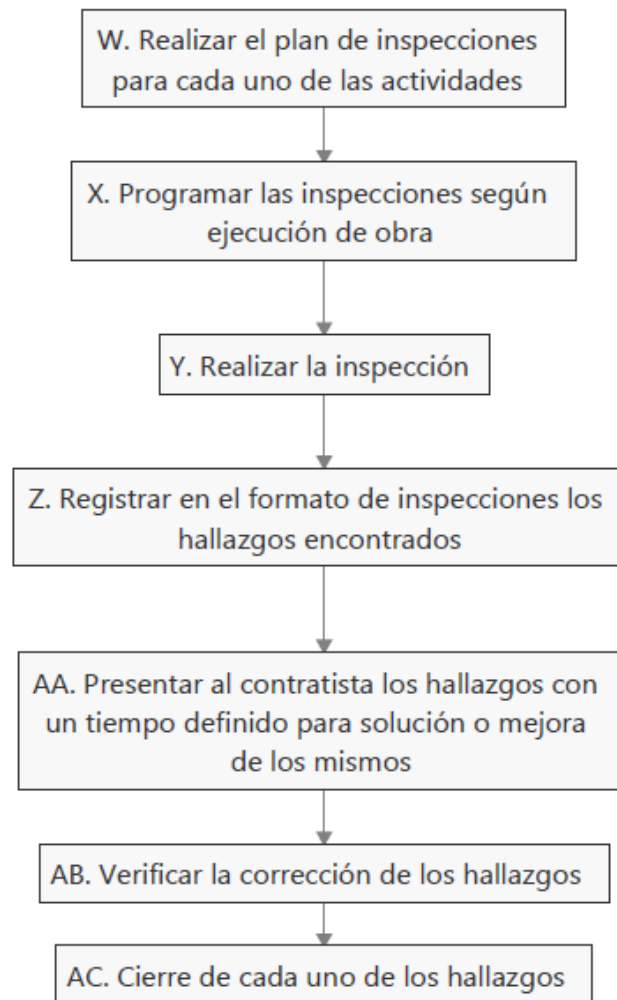 W. Realizar el plan de inspecciones
para cada uno de las actividades
X. Programar las inspecciones según
ejecución de obra
Y. Realizar la inspección
Z. Registrar en el formato de inspecciones los
hallazgos encontrados
AA. Presentar al contratista los hallazgos con
un tiempo definido para solución o mejora
de los mismos
AB. Verificar la corrección de los hallazgos
AC. Cierre de cada uno de los hallazgos